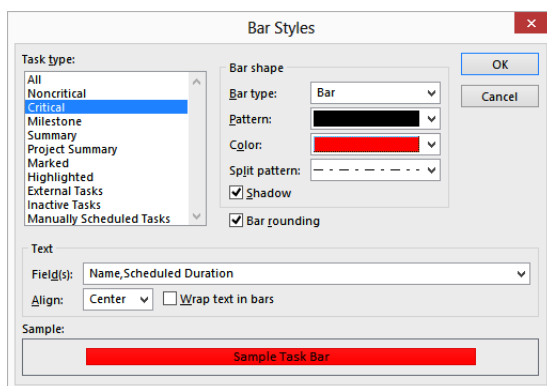 Bar Styles
Task type:
All
Noncritical
Critical
Milestone
Summary
Project Summary
Marked
Highlighted
External Tasks
Inactive Tasks
Manually Scheduled Tasks
Bar shape
Bar type: Bar
Pattern:
Color:
Split pattern:
Shadow
Bar rounding
OK
Cancel
Text
Field(s): Name,Scheduled Duration
Align: Center Wrap text in bars
Sample:
Sample Task Bar